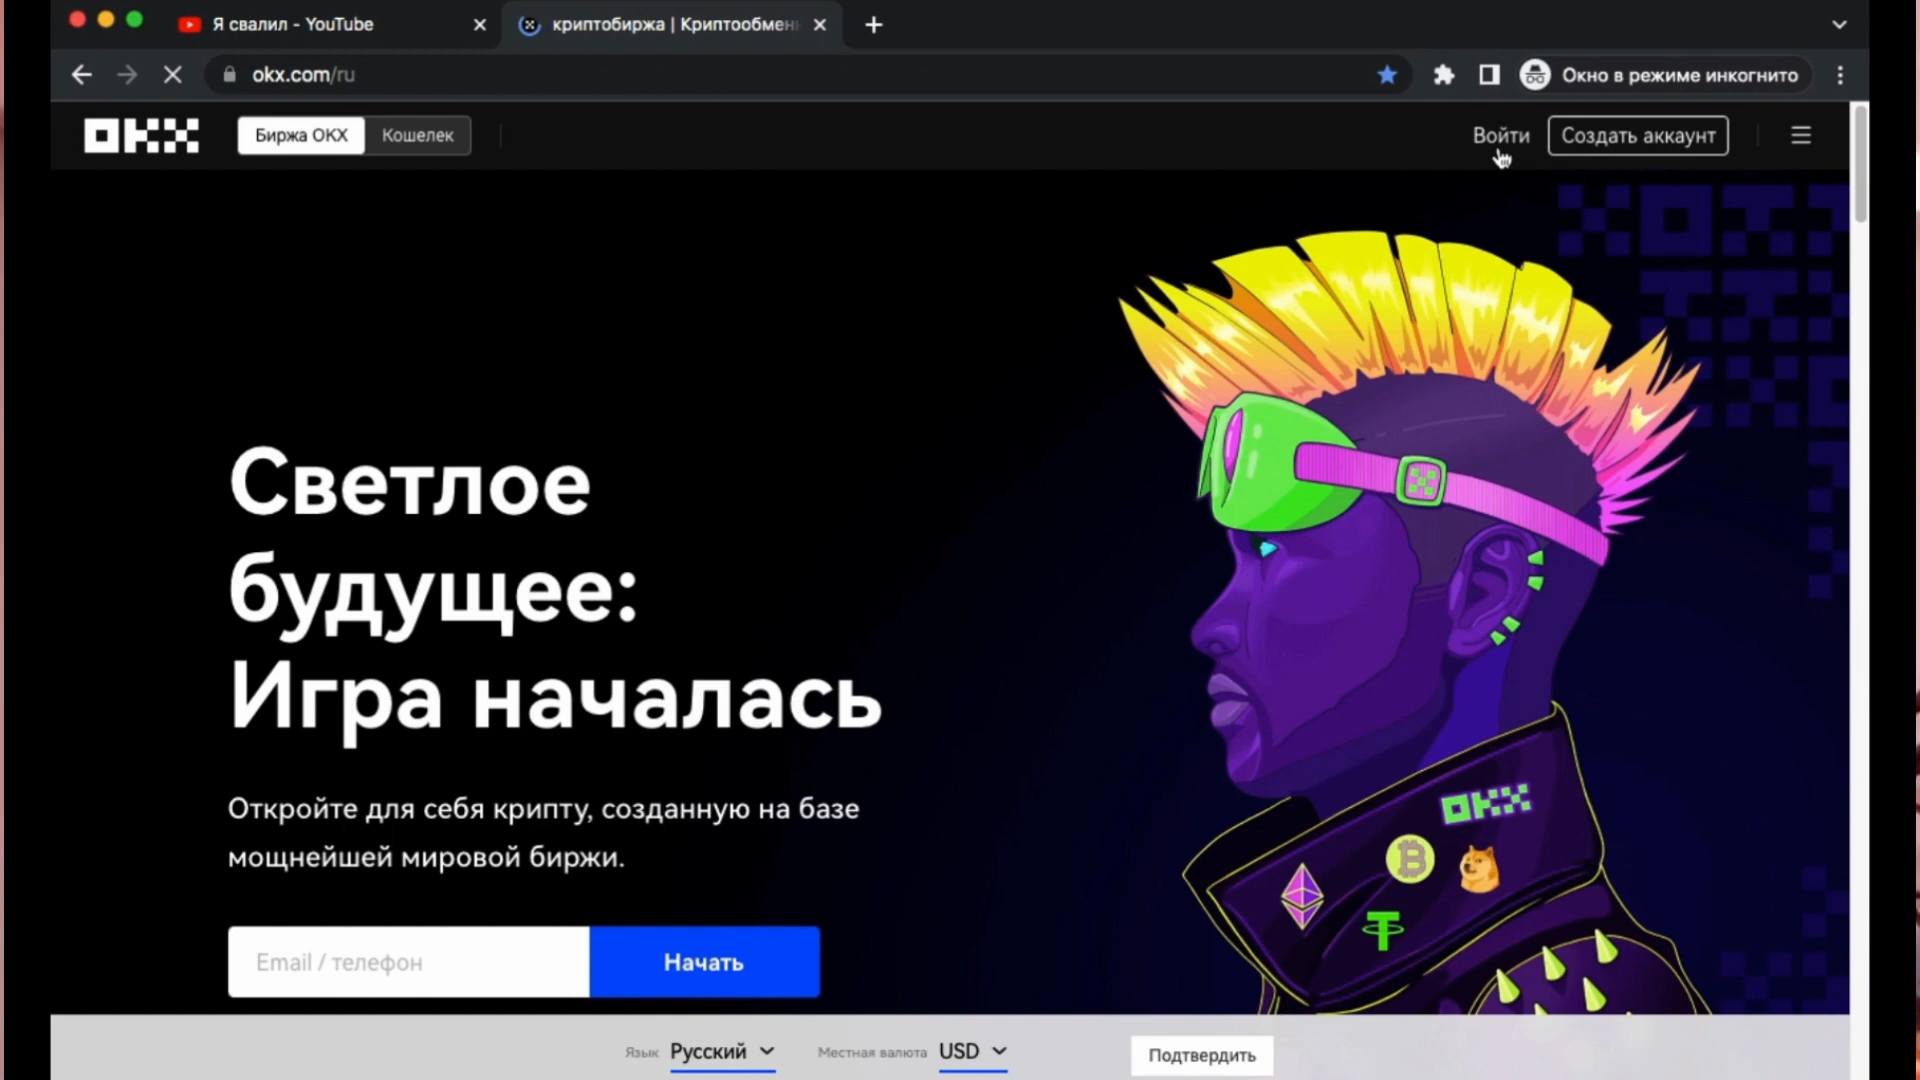 Я свалил - YouTube
криптобиржа | Криптообмен
okx.com/ru
Окно в режиме инкогнито
OKX
Биржа OKX
Кошелек
Войти
Создать аккаунт
Светлое
будущее:
Игра началась
Откройте для себя крипту, созданную на базе
мощнейшей мировой биржи.
Email / телефон
Начать
OKX
Язык Русский
Местная валюта USD
Подтвердить